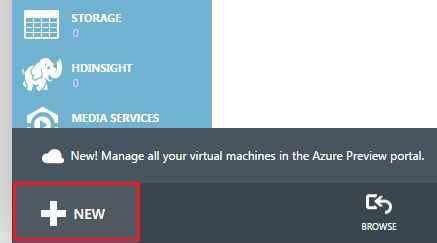 STORAGE
0
HDINSIGHT
0
MEDIA SERVICES
New! Manage all your virtual machines in the Azure Preview portal.
NEW
BROWSE